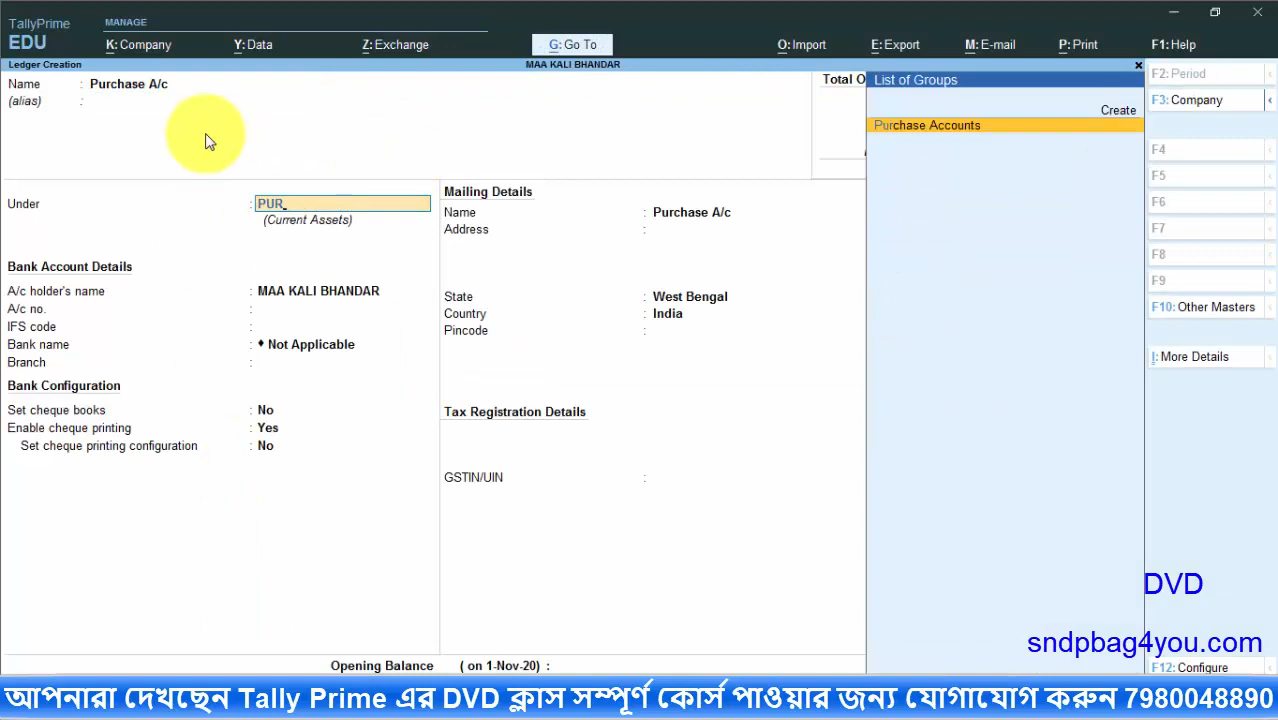 TallyPrime
EDU
MANAGE
K: Company
Y: Data
Z: Exchange
G: Go To
O: Import
E: Export
M: E-mail
P: Print
F1: Help
Ledger Creation
MAA KALI BHANDAR
Name : Purchase A/c
(alias) :
Total O
List of Groups
Create
Purchase Accounts
Under : PUR
(Current Assets)
Bank Account Details
A/c holder's name : MAA KALI BHANDAR
A/c no. :
IFS code :
Bank name : ♦ Not Applicable
Branch :
Bank Configuration
Set cheque books : No
Enable cheque printing : Yes
Set cheque printing configuration : No
Mailing Details
Name : Purchase A/c
Address :
State : West Bengal
Country : India
Pincode :
Tax Registration Details
GSTIN/UIN :
Opening Balance ( on 1-Nov-20) :
F2: Period
F3: Company
F4
F5
F6
F7
F8
F9
F10: Other Masters
I: More Details
F12: Configure
DVD
sndpbag4you.com
আপনারা দেখছেন Tally Prime এর DVD ক্লাস সম্পূর্ণ কোর্স পাওয়ার জন্য যোগাযোগ করুন 7980048890